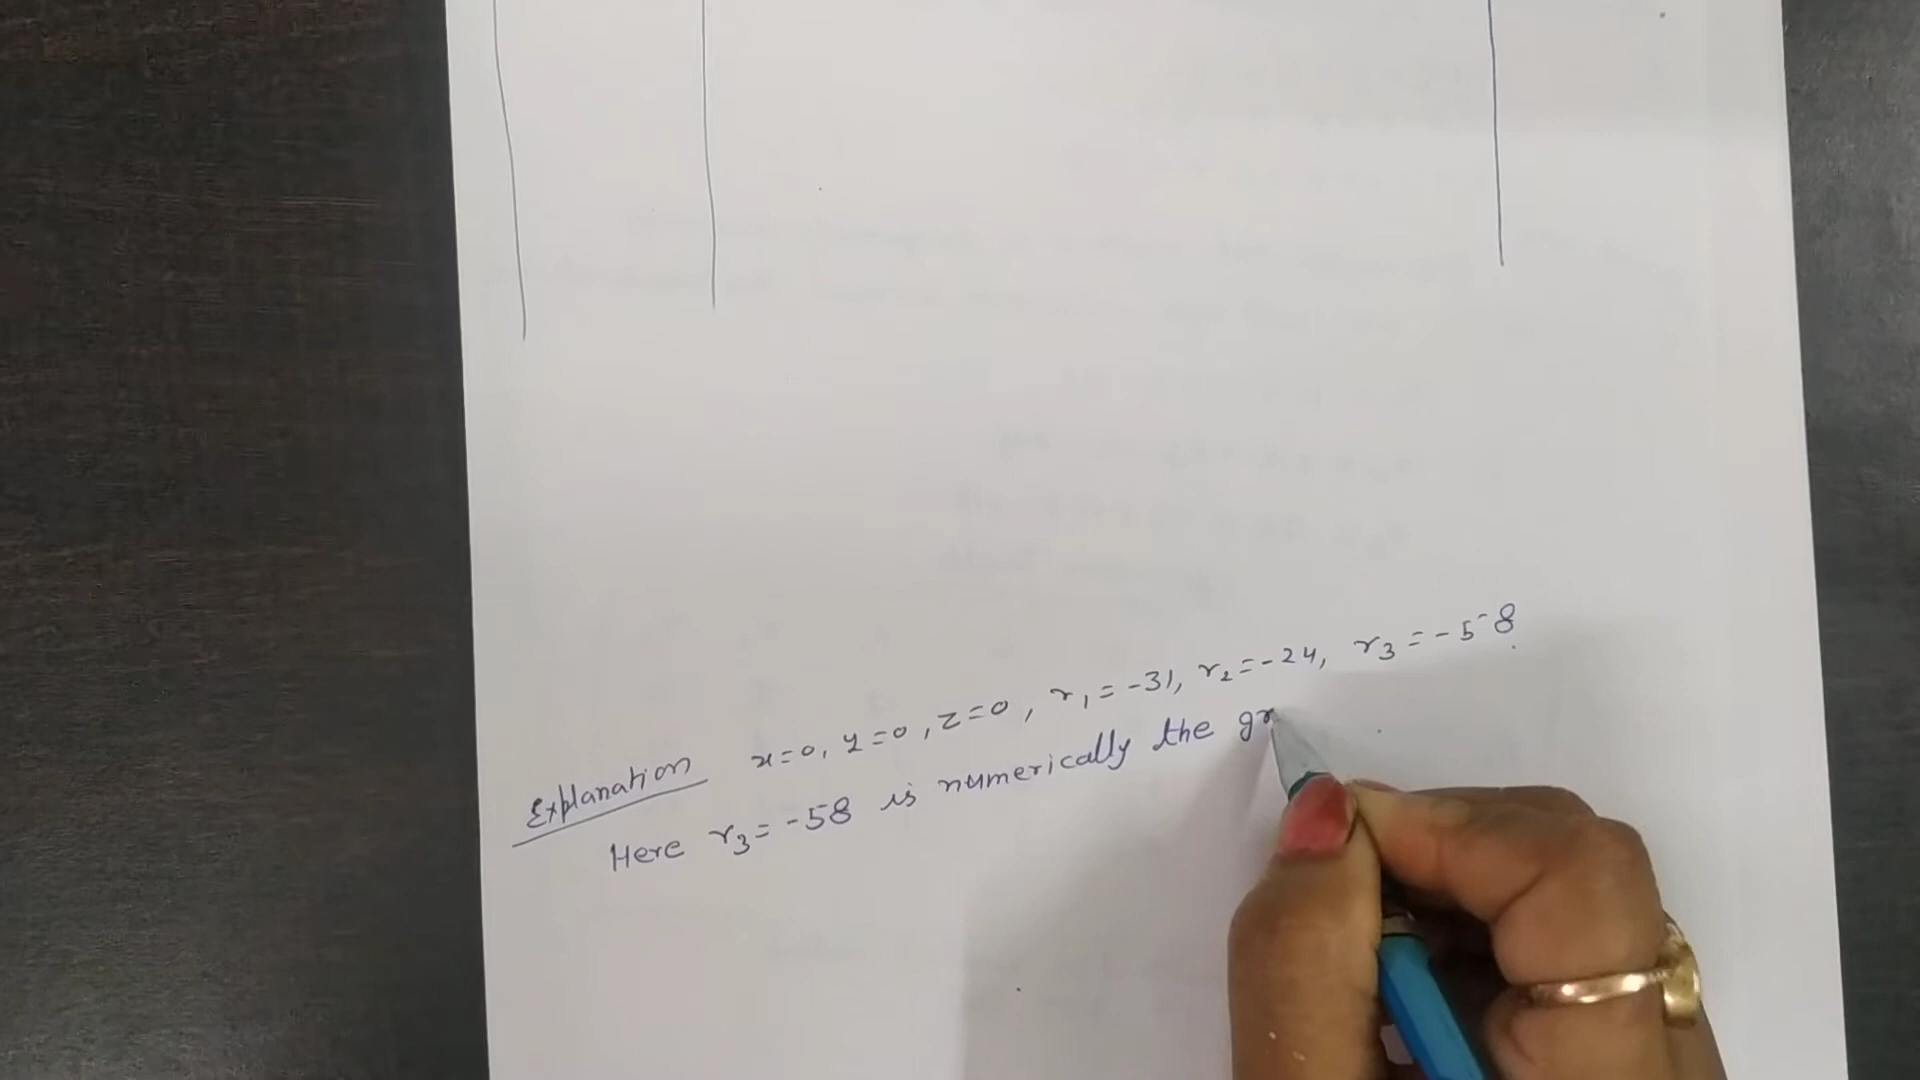 Explanation x=0, y=0, z=0, r₁=-31, r₂=-24, r₃=-58.
Here r₃=-58 is numerically the gr